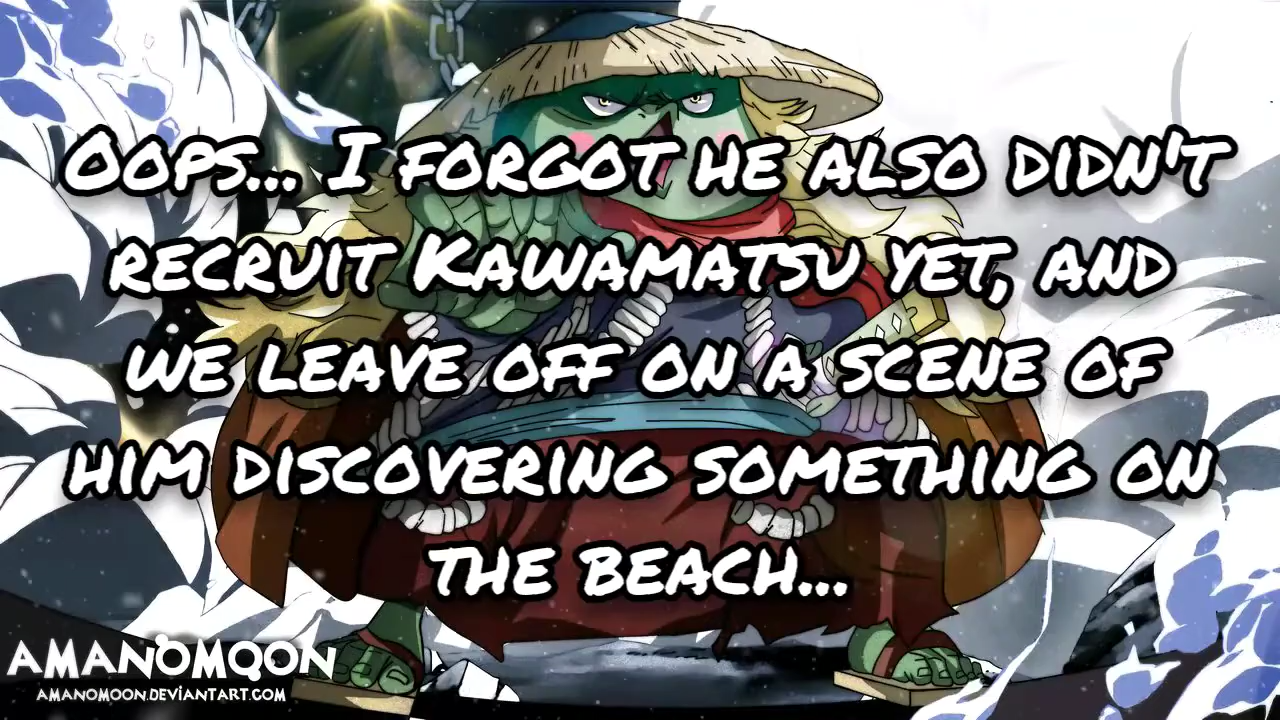 Oops... I forgot he also didn't
recruit Kawamatsu yet, and
we leave off on a scene of
him discovering something on
the beach...
AMANOMOON
AMANOMOON.DEVIANTART.COM